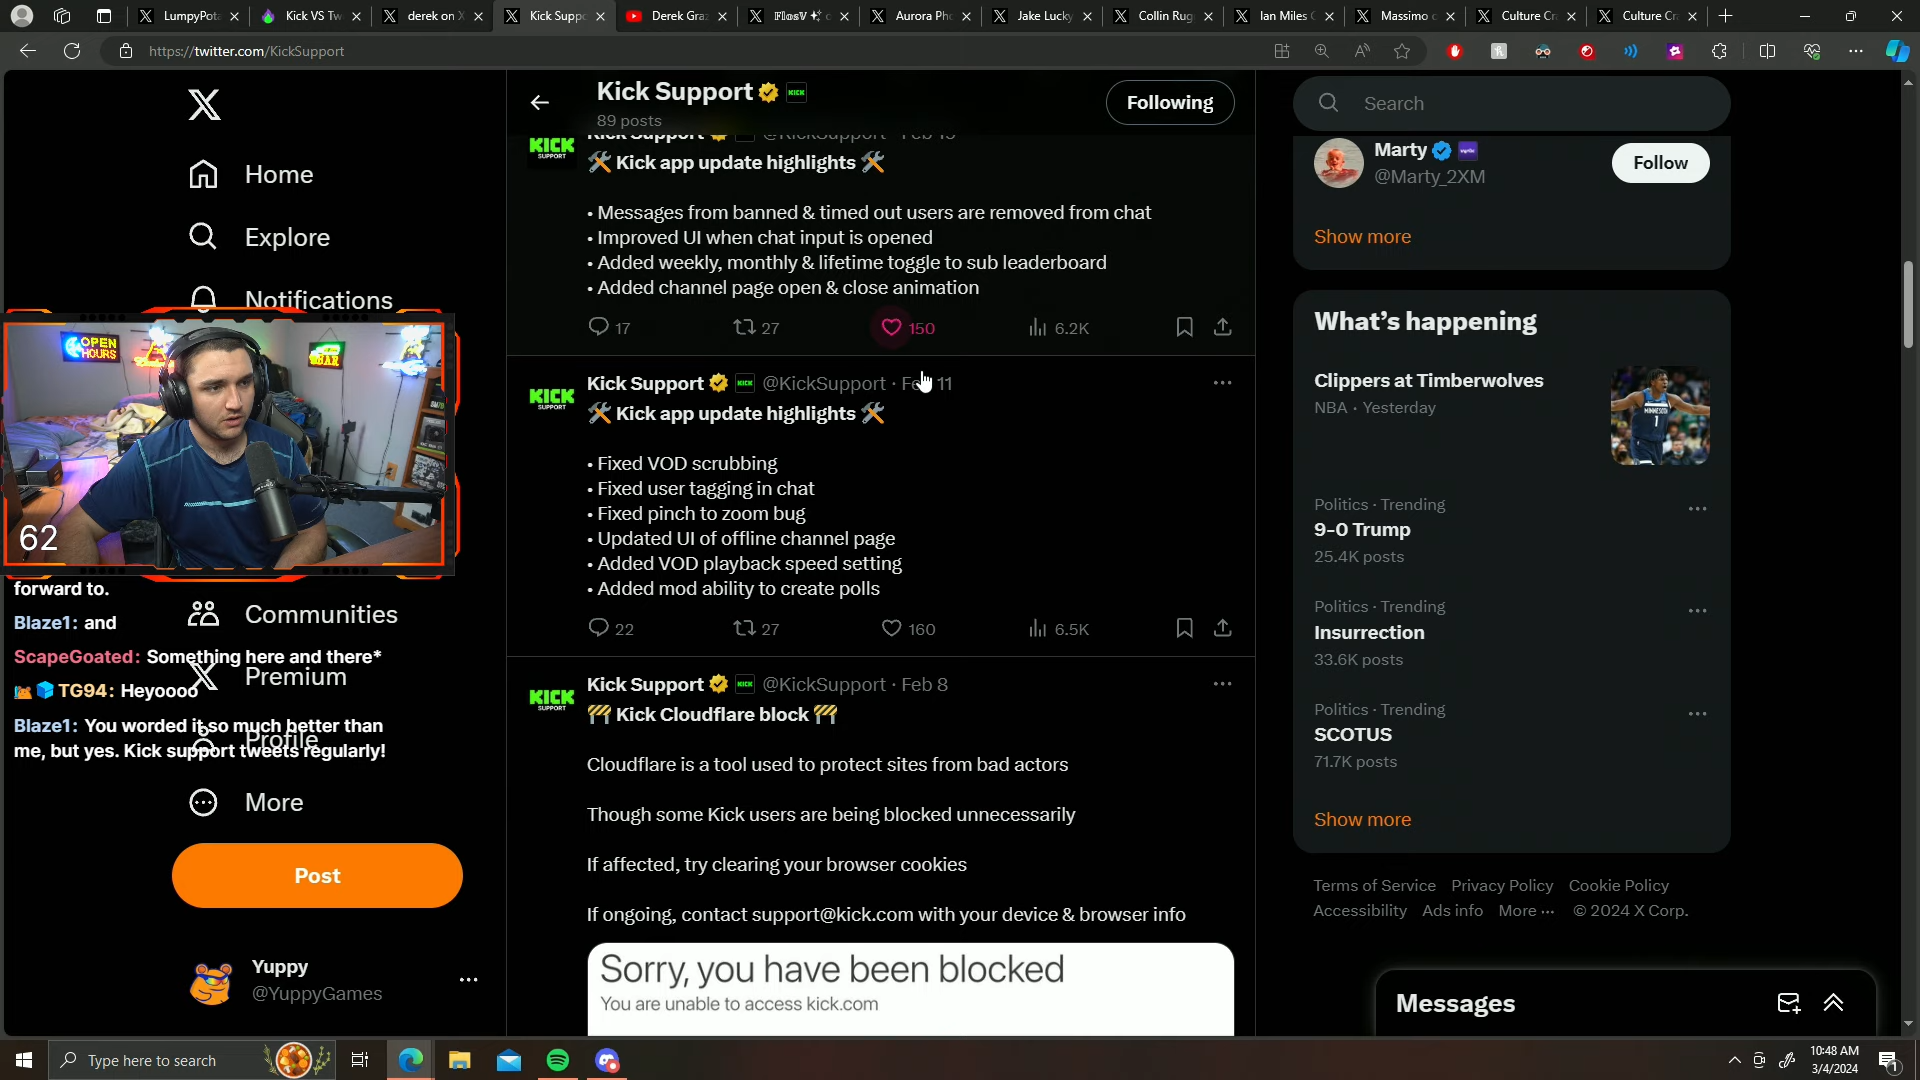 LumpyPot
Kick VS Tw
derek on X
Kick Suppo
Derek Gra
Aurora Ph
Jake Lucky
Collin Rug
Ian Miles C
Massimo o
Culture Cr
Culture Cr
https://twitter.com/KickSupport
Kick Support
89 posts
Following
Search
Home
Explore
Notifications
Communities
Premium
Profile
More
Post
Yuppy
@YuppyGames
OPEN
HOURS
BAR
62
forward to.
Blaze1: and
ScapeGoated: Something here and there*
TG94: Heyoooo
Blaze1: You worded it so much better than
me, but yes. Kick support tweets regularly!
KICK
SUPPORT
🛠 Kick app update highlights 🛠
• Messages from banned & timed out users are removed from chat
• Improved UI when chat input is opened
• Added weekly, monthly & lifetime toggle to sub leaderboard
• Added channel page open & close animation
17
27
150
6.2K
KICK
SUPPORT
Kick Support KICK @KickSupport · Feb 11
🛠 Kick app update highlights 🛠
• Fixed VOD scrubbing
• Fixed user tagging in chat
• Fixed pinch to zoom bug
• Updated UI of offline channel page
• Added VOD playback speed setting
• Added mod ability to create polls
22
27
160
6.5K
KICK
SUPPORT
Kick Support KICK @KickSupport · Feb 8
🚧 Kick Cloudflare block 🚧
Cloudflare is a tool used to protect sites from bad actors
Though some Kick users are being blocked unnecessarily
If affected, try clearing your browser cookies
If ongoing, contact support@kick.com with your device & browser info
Sorry, you have been blocked
You are unable to access kick.com
Marty
@Marty_2XM
Follow
Show more
What's happening
Clippers at Timberwolves
NBA · Yesterday
Politics · Trending
9-0 Trump
25.4K posts
Politics · Trending
Insurrection
33.6K posts
Politics · Trending
SCOTUS
71.7K posts
Show more
Terms of Service Privacy Policy Cookie Policy
Accessibility Ads info More ··· © 2024 X Corp.
Messages
Type here to search
10:48 AM
3/4/2024
1